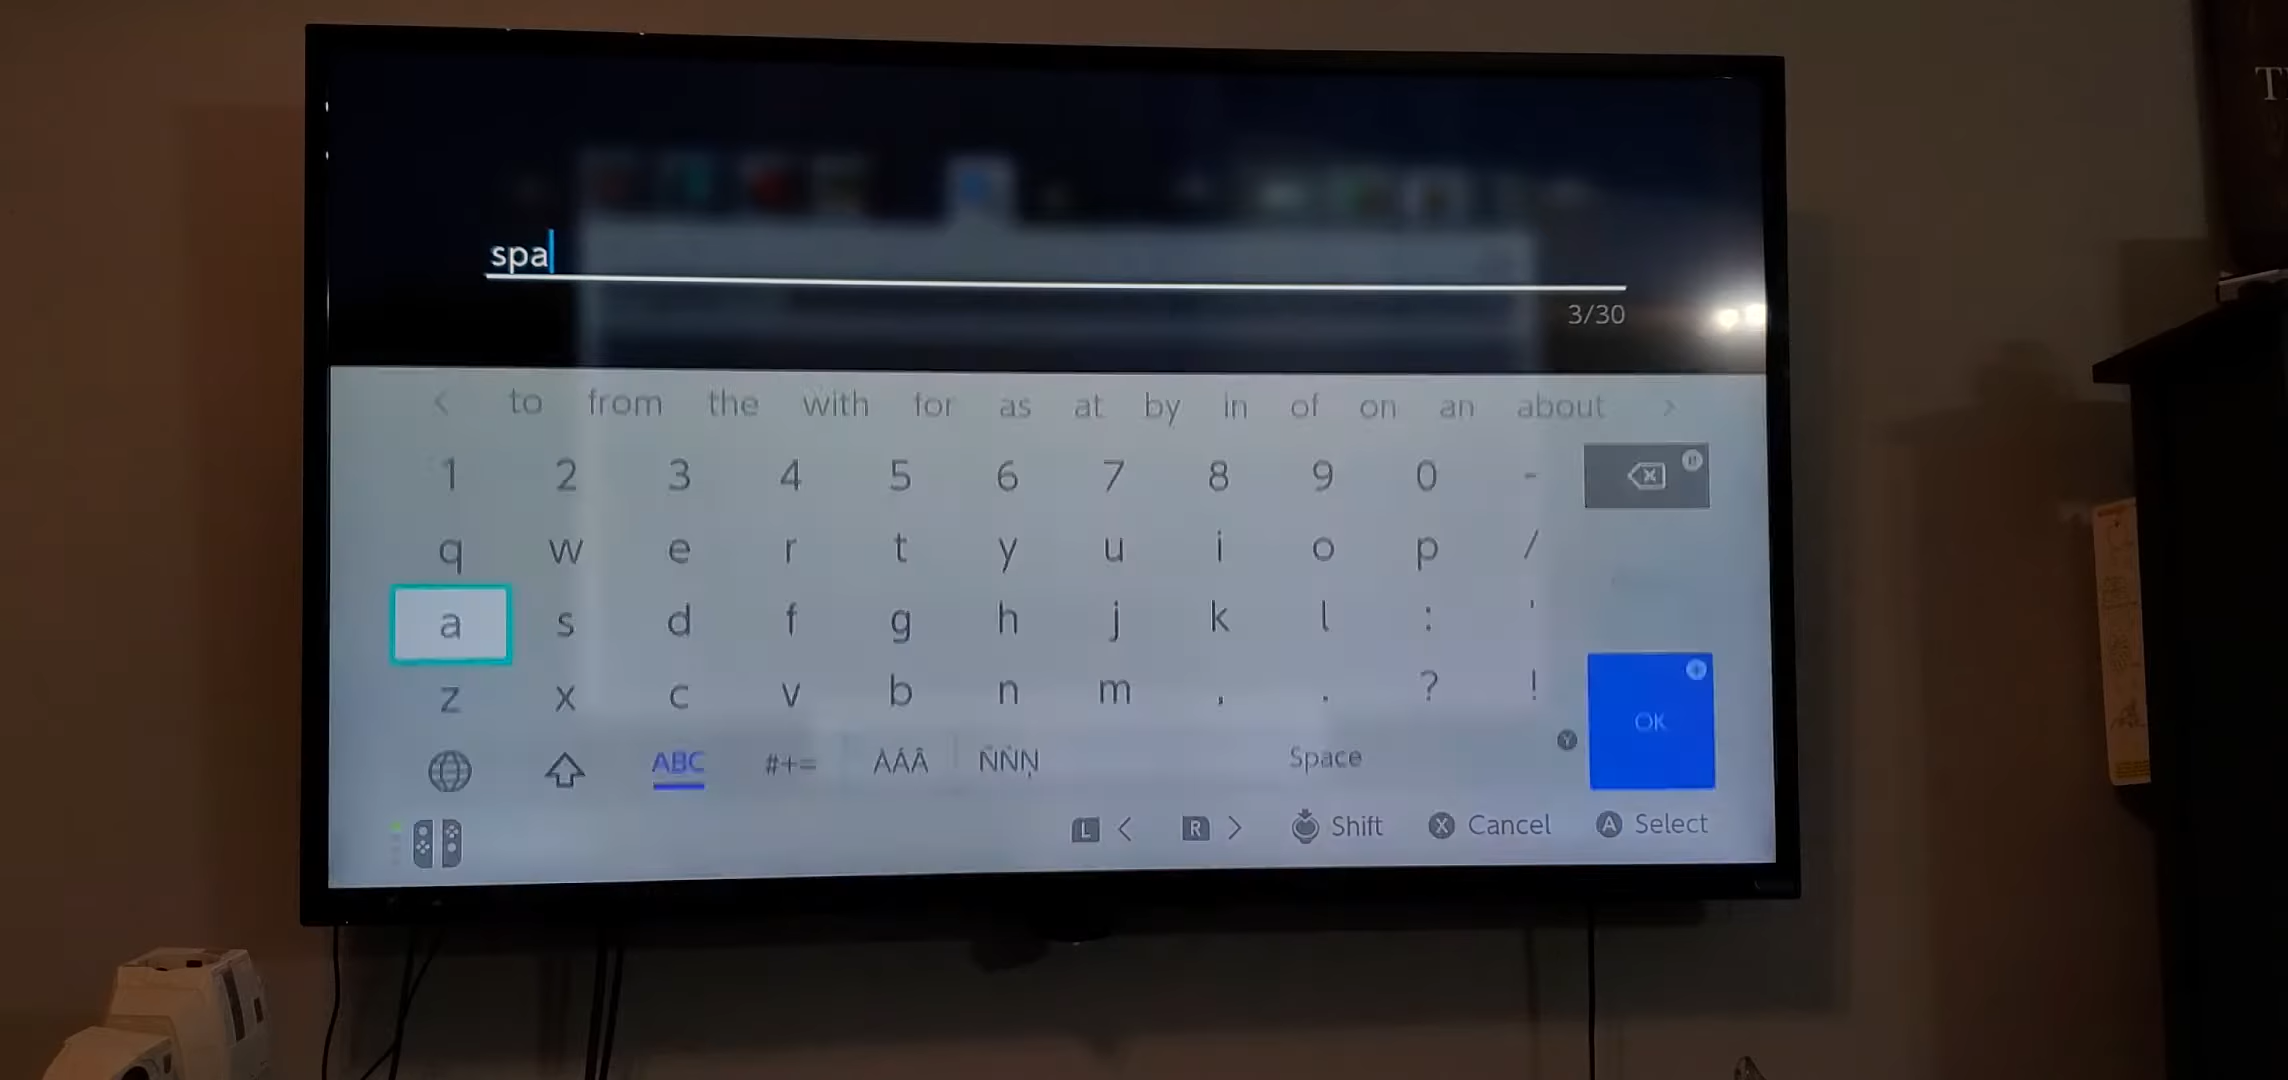 spa
3/30
< to from the with for as at by in of on an about >
1 2 3 4 5 6 7 8 9 0 -
q w e r t y u i o p /
a s d f g h j k l : '
z x c v b n m , . ? !
OK
ABC #+= ÀÁÂ ÑŃŅ Space Y
L < R > Shift X Cancel A Select
T